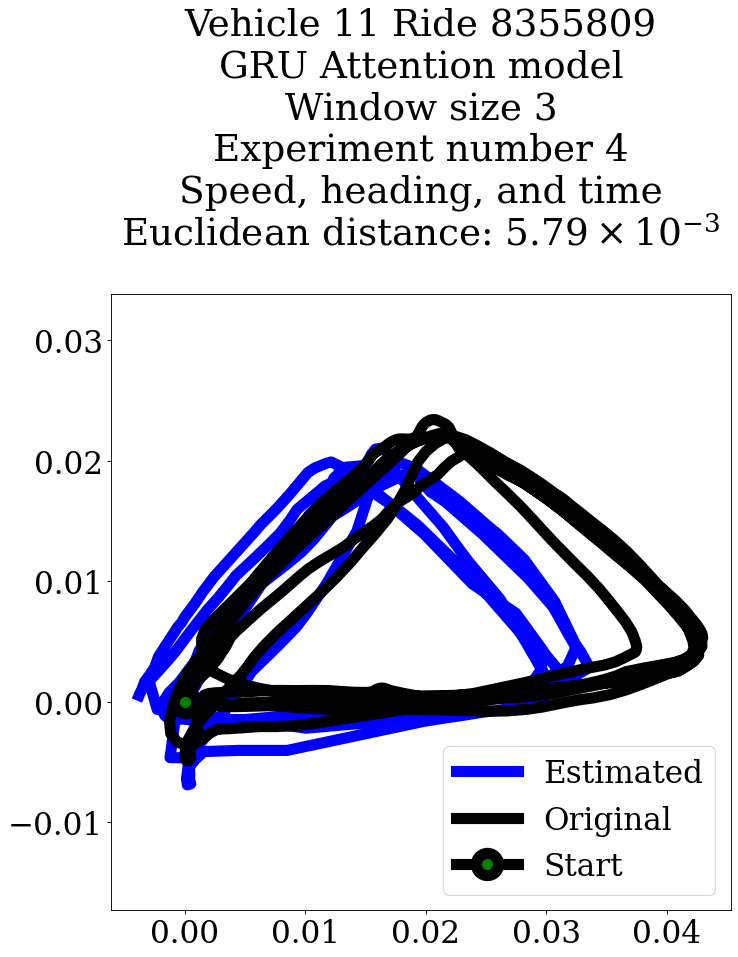 Vehicle 11 Ride 8355809
GRU Attention model
Window size 3
Experiment number 4
Speed, heading, and time
Euclidean distance: 5.79 × 10⁻³
0.03
0.02
0.01
0.00
−0.01
Estimated
Original
Start
0.00 0.01 0.02 0.03 0.04